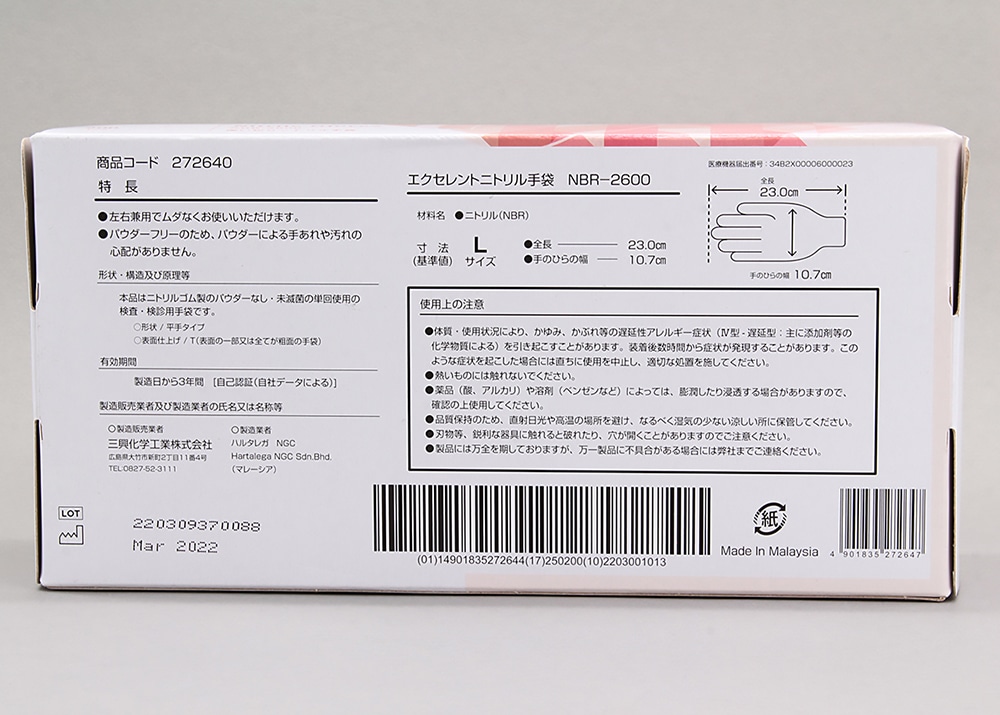 商品コード 272640
特 長
●左右兼用でムダなくお使いいただけます。
●パウダーフリーのため、パウダーによる手あれや汚れの
心配がありません。
形状・構造及び原理等
本品はニトリルゴム製のパウダーなし・未滅菌の単回使用の
検査・検診用手袋です。
○形状 / 平手タイプ
○表面仕上げ / T(表面の一部又は全てが粗面の手袋)
有効期間
製造日から3年間 [自己認証(自社データによる)]
製造販売業者及び製造業者の氏名又は名称等
○製造販売業者
三興化学工業株式会社
広島県大竹市新町2丁目11番4号
TEL:0827-52-3111
○製造業者
ハルタレガ NGC
Hartalega NGC Sdn.Bhd.
(マレーシア)
LOT
220309370088
Mar 2022
エクセレントニトリル手袋 NBR-2600
材料名 ●ニトリル(NBR)
寸 法
(基準値)
L
サイズ
●全長 23.0cm
●手のひらの幅 10.7cm
医療機器届出番号:34B2X00006000023
全長
23.0cm
手のひらの幅 10.7cm
使用上の注意
●体質・使用状況により、かゆみ、かぶれ等の遅延性アレルギー症状(Ⅳ型-遅延型:主に添加剤等の
化学物質による)を引き起こすことがあります。装着後数時間から症状が発現することがあります。この
ような症状を起こした場合には直ちに使用を中止し、適切な処置を施してください。
●熱いものには触れないでください。
●薬品(酸、アルカリ)や溶剤(ベンゼンなど)によっては、膨潤したり浸透する場合がありますので、
確認の上使用してください。
●品質保持のため、直射日光や高温の場所を避け、なるべく湿気の少ない涼しい所に保管してください。
●刃物等、鋭利な器具に触れると破れたり、穴が開くことがありますのでご注意ください。
●製品には万全を期しておりますが、万一製品に不具合がある場合には弊社までご連絡ください。
(01)14901835272644(17)250200(10)2203001013
紙
Made In Malaysia
4 901835 272647